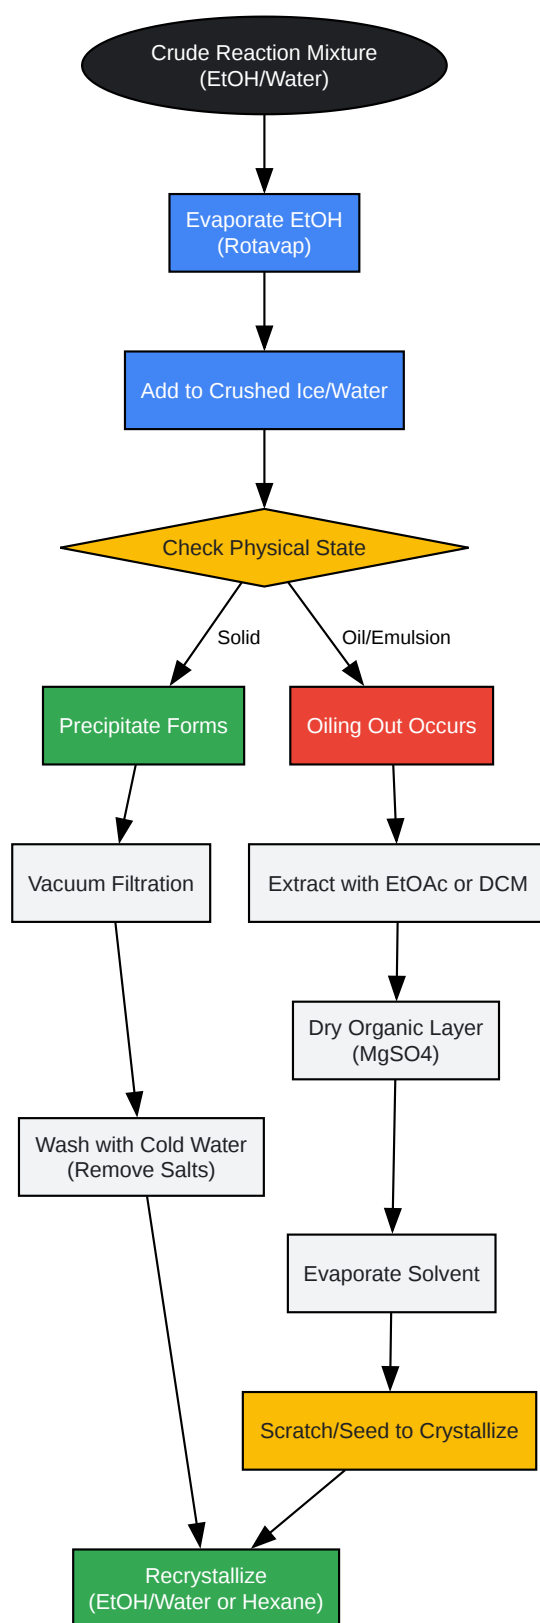 Crude Reaction Mixture
(EtOH/Water)
Evaporate EtOH
(Rotavap)
Add to Crushed Ice/Water
Check Physical State
Solid
Oil/Emulsion
Precipitate Forms
Oiling Out Occurs
Vacuum Filtration
Extract with EtOAc or DCM
Dry Organic Layer
(MgSO4)
Wash with Cold Water
(Remove Salts)
Evaporate Solvent
Scratch/Seed to Crystallize
Recrystallize
(EtOH/Water or Hexane)